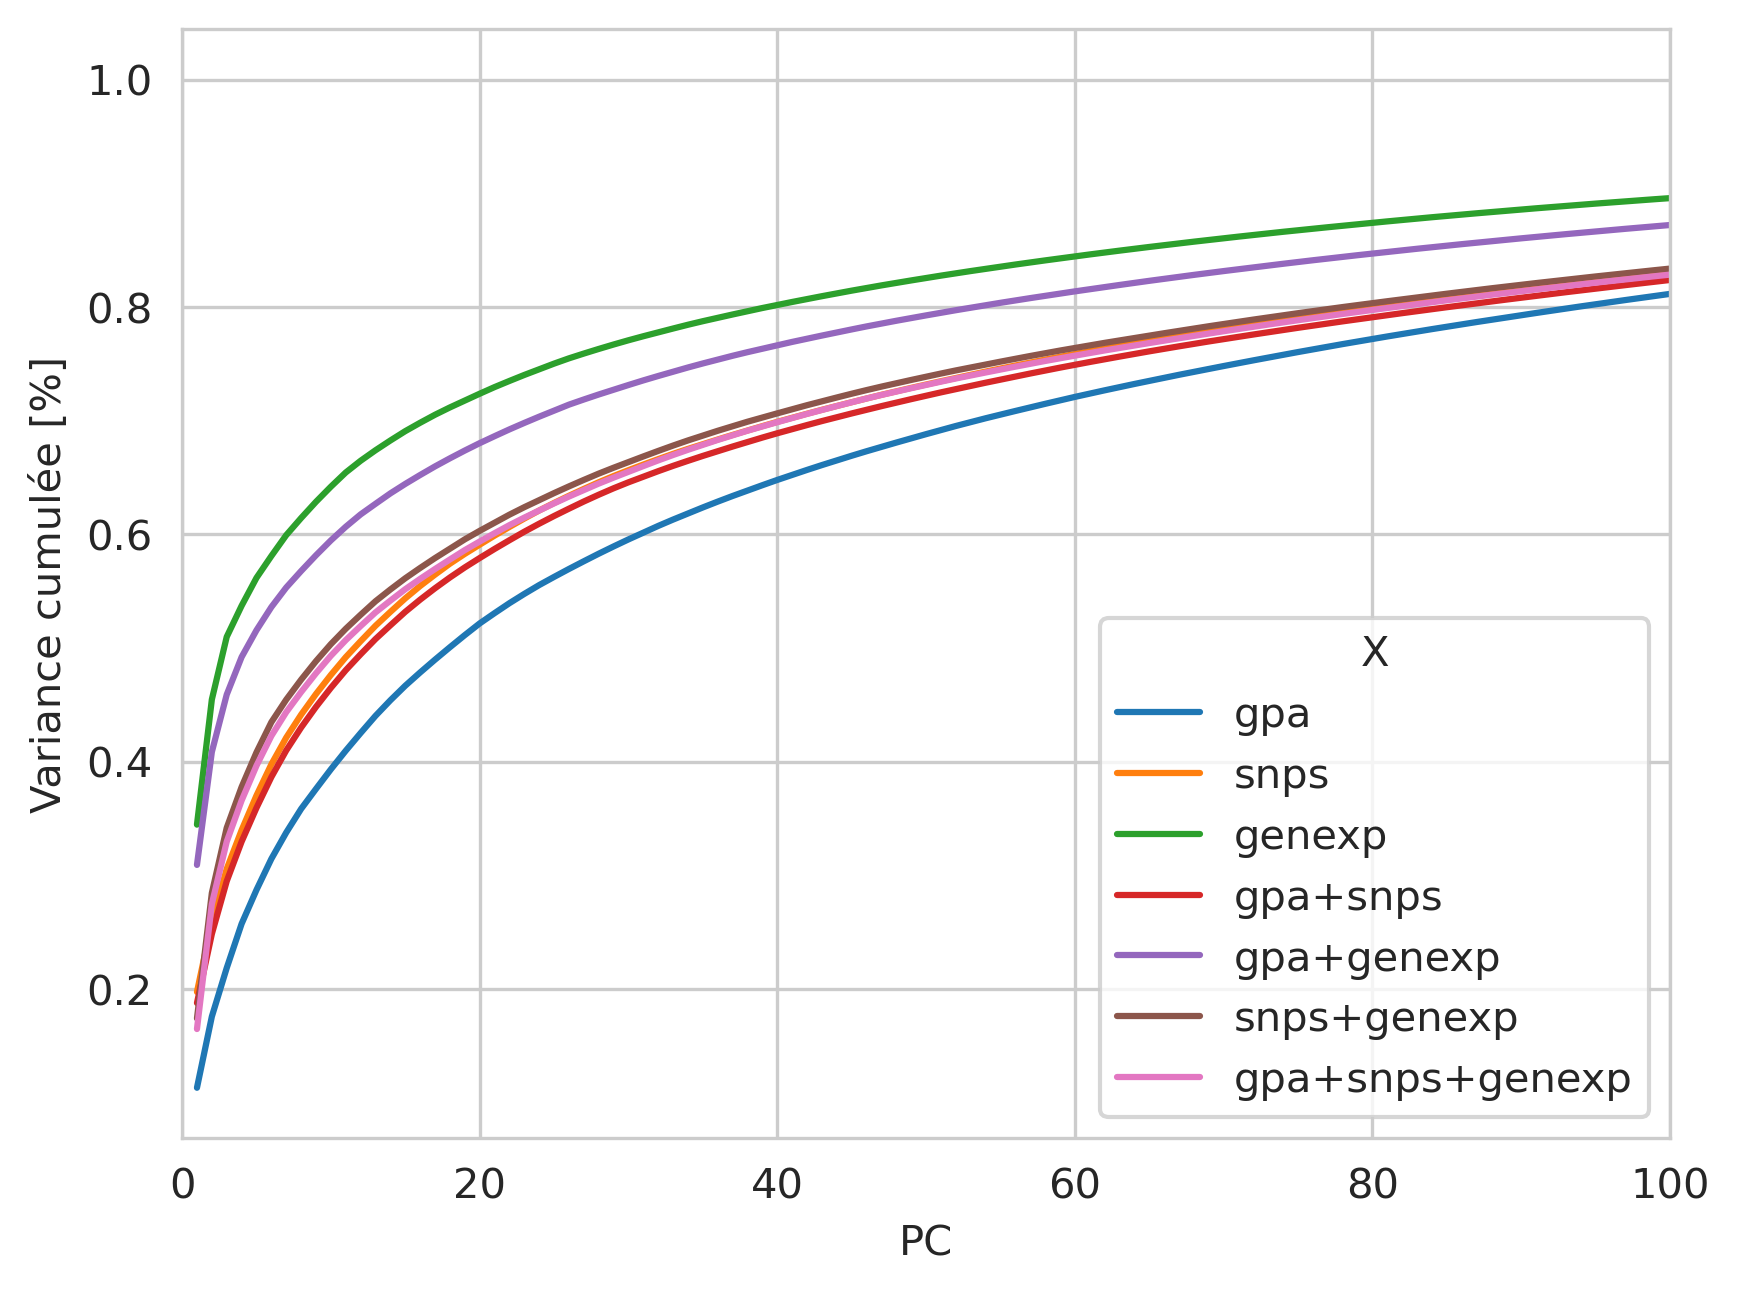 1.0
0.8
0.6
0.4
0.2
Variance cumulée [%]
0 20 40 60 80 100
PC
X
gpa
snps
genexp
gpa+snps
gpa+genexp
snps+genexp
gpa+snps+genexp